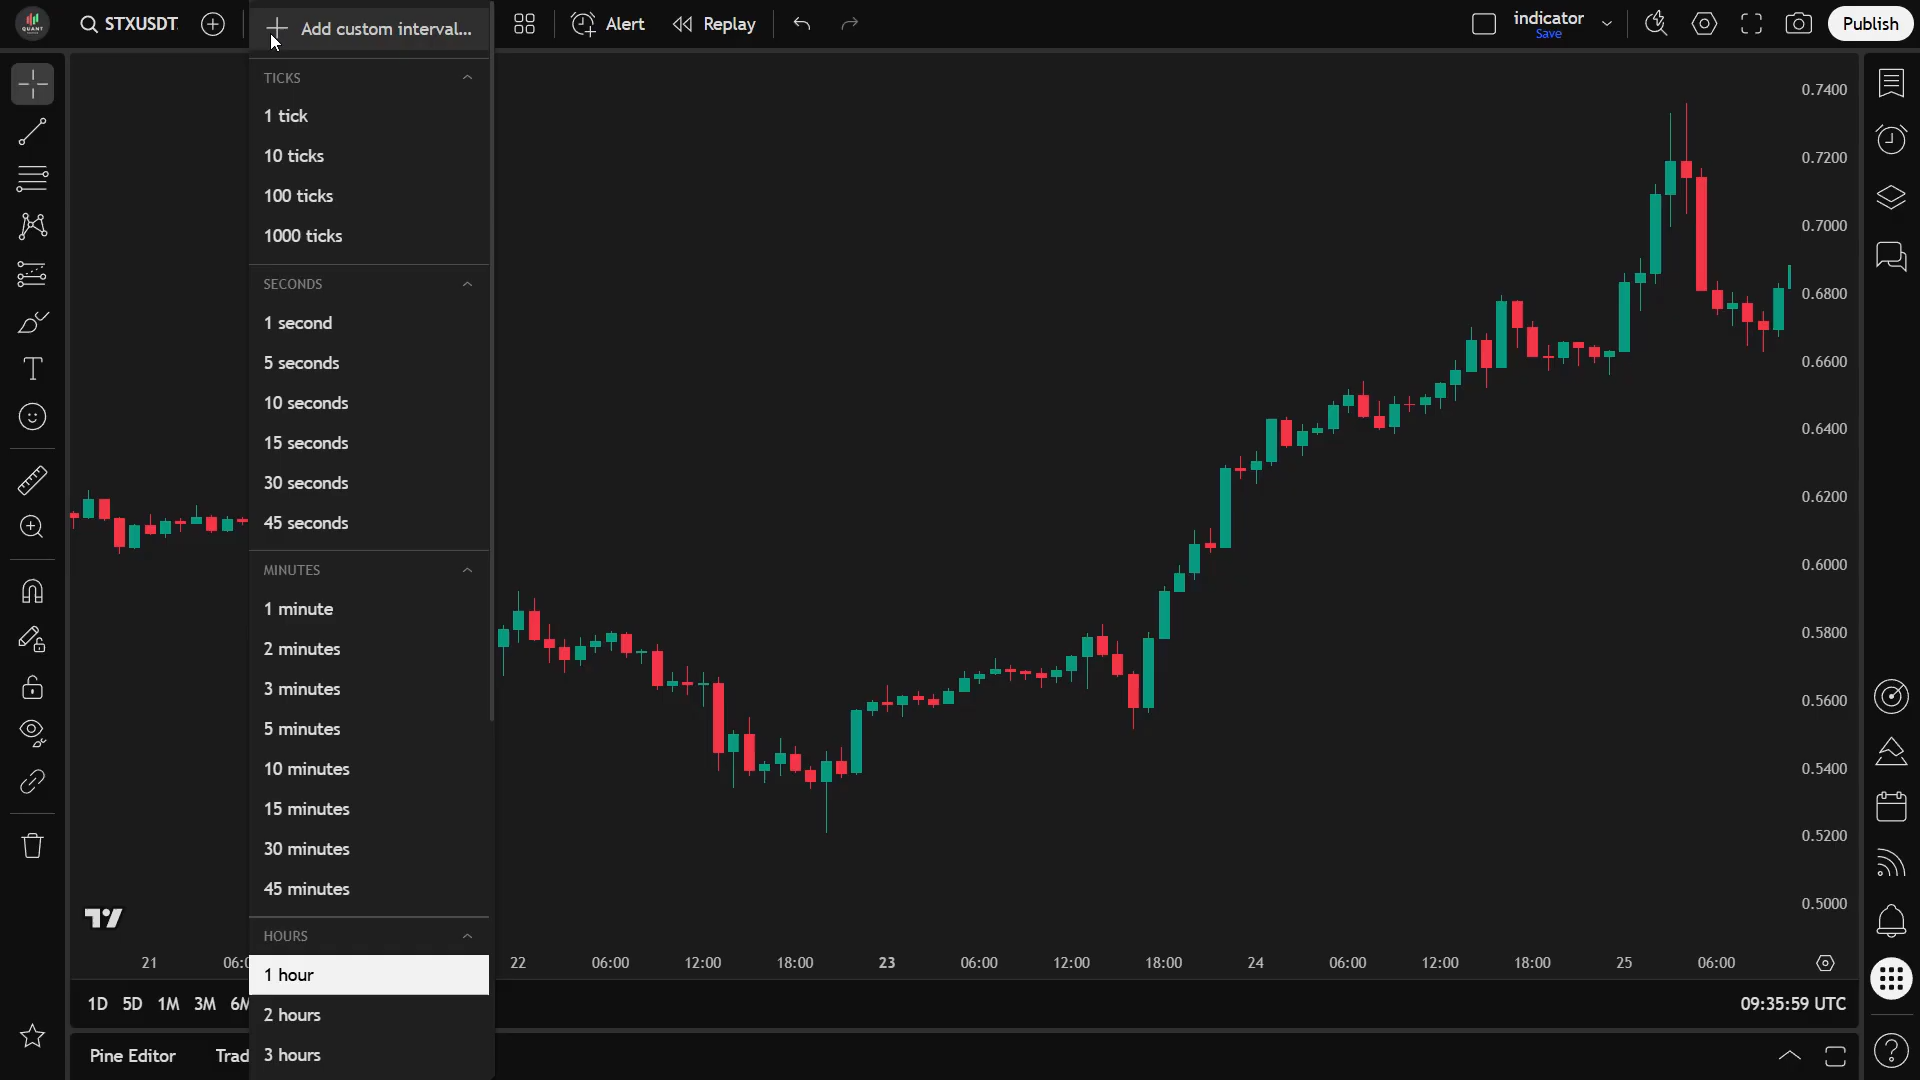 STXUSDT
Add custom interval...
Alert
Replay
indicator
Save
Publish
TICKS
1 tick
10 ticks
100 ticks
1000 ticks
SECONDS
1 second
5 seconds
10 seconds
15 seconds
30 seconds
45 seconds
MINUTES
1 minute
2 minutes
3 minutes
5 minutes
10 minutes
15 minutes
30 minutes
45 minutes
HOURS
1 hour
2 hours
3 hours
0.7400
0.7200
0.7000
0.6800
0.6600
0.6400
0.6200
0.6000
0.5800
0.5600
0.5400
0.5200
0.5000
21 06:0 22 06:00 12:00 18:00 23 06:00 12:00 18:00 24 06:00 12:00 18:00 25 06:00
1D 5D 1M 3M 6M
09:35:59 UTC
Pine Editor Trad